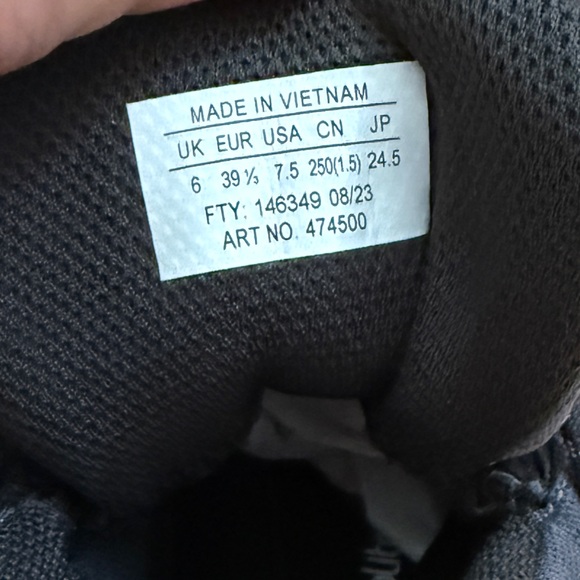 MADE IN VIETNAM
UK EUR USA CN JP
6 39⅓ 7.5 250(1.5) 24.5
FTY: 146349 08/23
ART NO. 474500